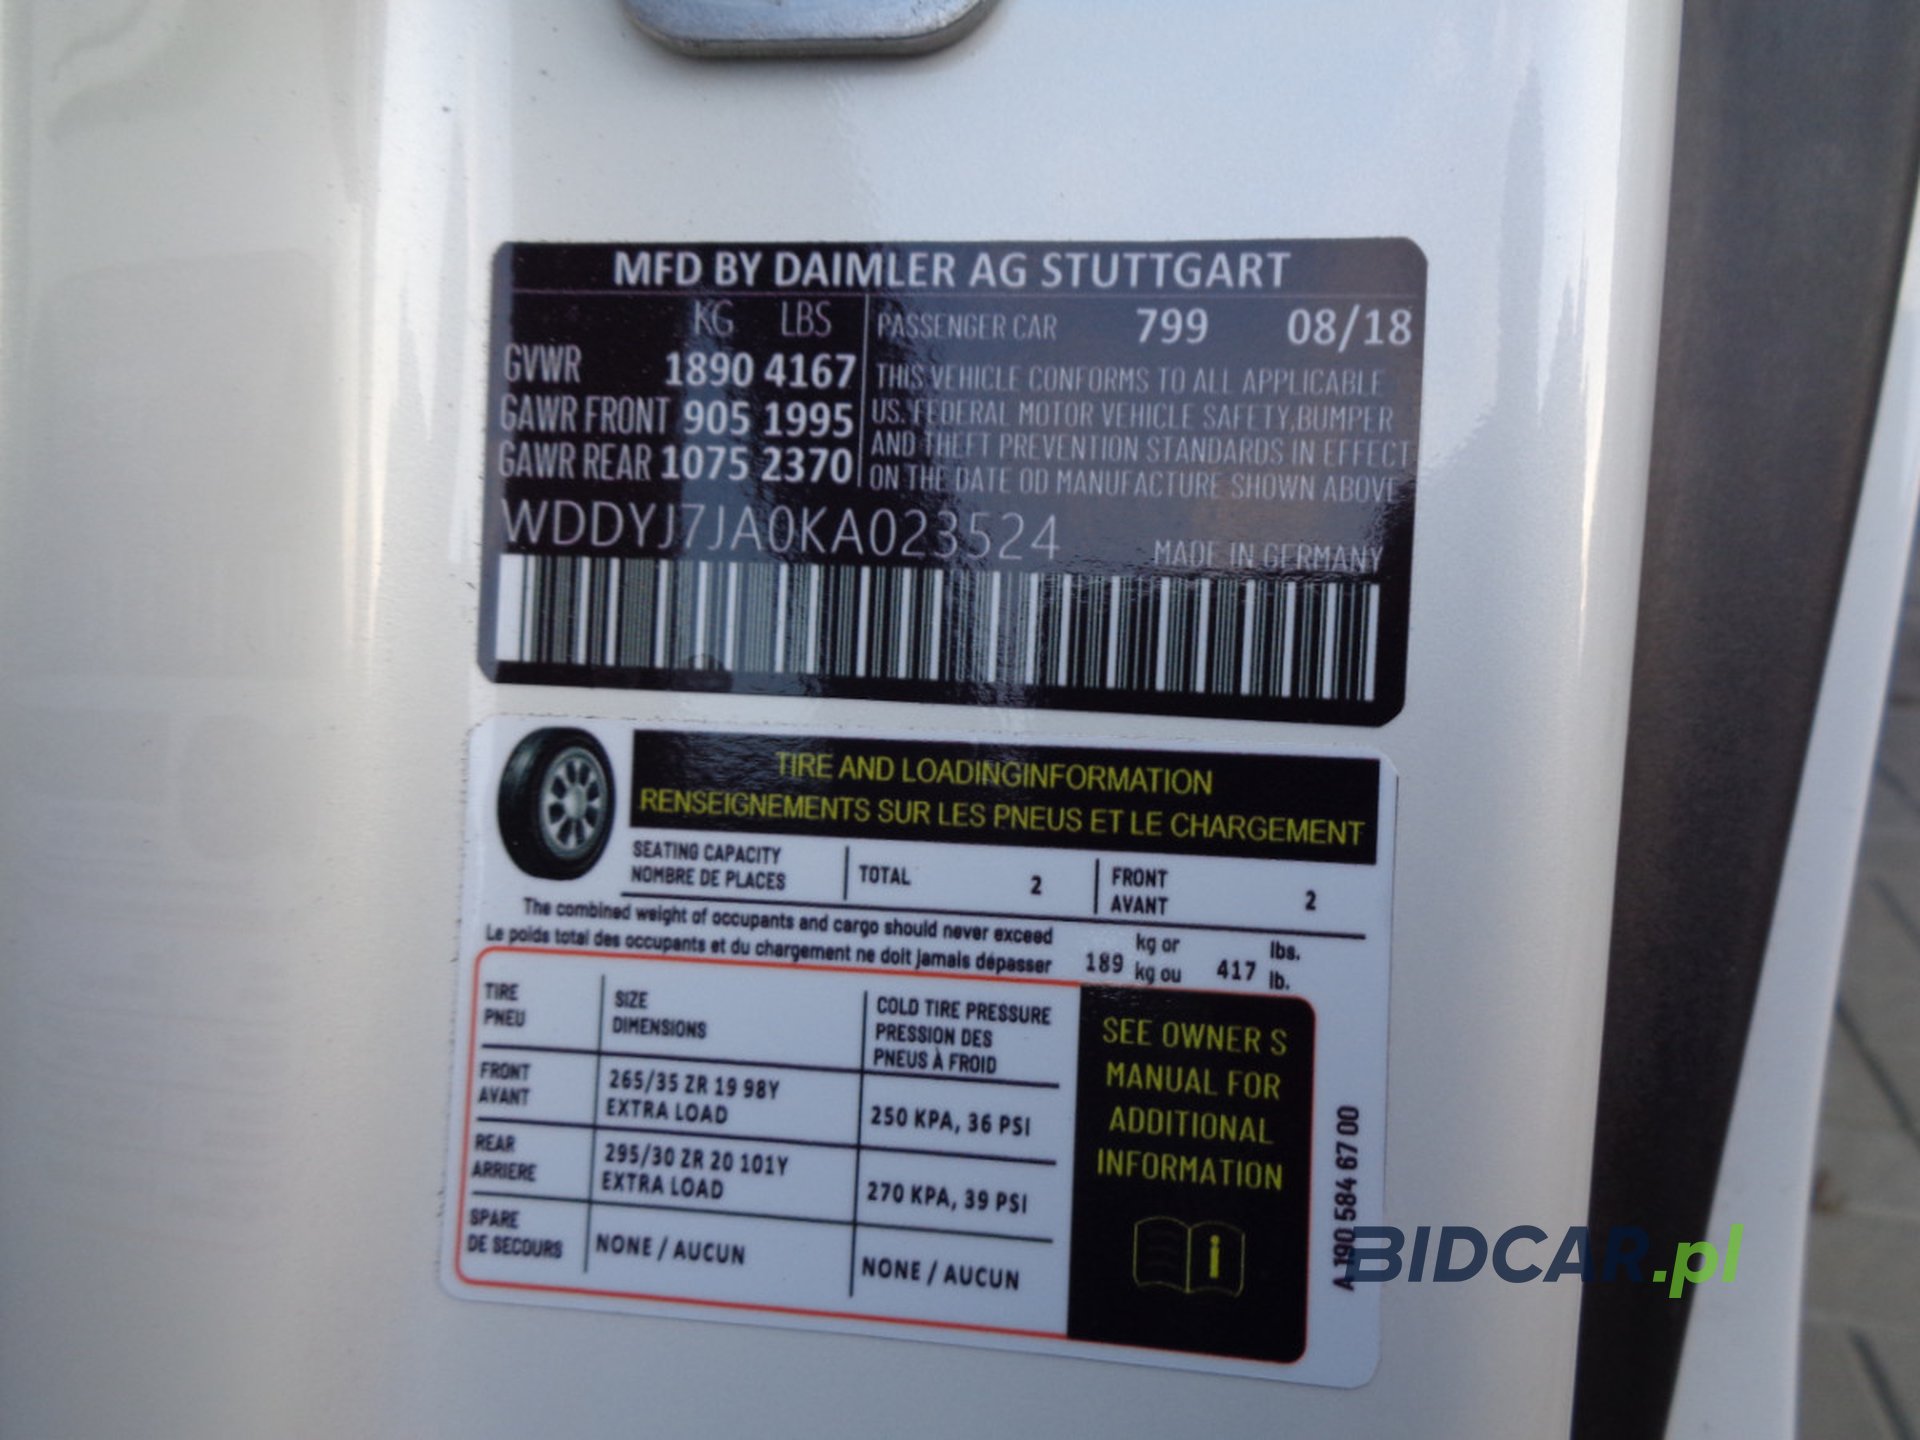 MFD BY DAIMLER AG STUTTGART
KG LBS
GVWR 1890 4167
GAWR FRONT 905 1995
GAWR REAR 1075 2370
PASSENGER CAR 799 08/18
THIS VEHICLE CONFORMS TO ALL APPLICABLE
US. FEDERAL MOTOR VEHICLE SAFETY,BUMPER
AND THEFT PREVENTION STANDARDS IN EFFECT
ON THE DATE OD MANUFACTURE SHOWN ABOVE
WDDYJ7JA0KA023524
MADE IN GERMANY
TIRE AND LOADINGINFORMATION
RENSEIGNEMENTS SUR LES PNEUS ET LE CHARGEMENT
SEATING CAPACITY
NOMBRE DE PLACES
TOTAL 2
FRONT
AVANT
2
The combined weight of occupants and cargo should never exceed
Le poids total des occupants et du chargement ne doit jamais dépasser
189
kg or
kg ou
417
lbs.
lb.
TIRE
PNEU
SIZE
DIMENSIONS
COLD TIRE PRESSURE
PRESSION DES
PNEUS À FROID
FRONT
AVANT
265/35 ZR 19 98Y
EXTRA LOAD
250 KPA, 36 PSI
REAR
ARRIERE
295/30 ZR 20 101Y
EXTRA LOAD
270 KPA, 39 PSI
SPARE
DE SECOURS
NONE / AUCUN
NONE / AUCUN
SEE OWNER S
MANUAL FOR
ADDITIONAL
INFORMATION
i
A 190 584 67 00
BIDCAR.pl